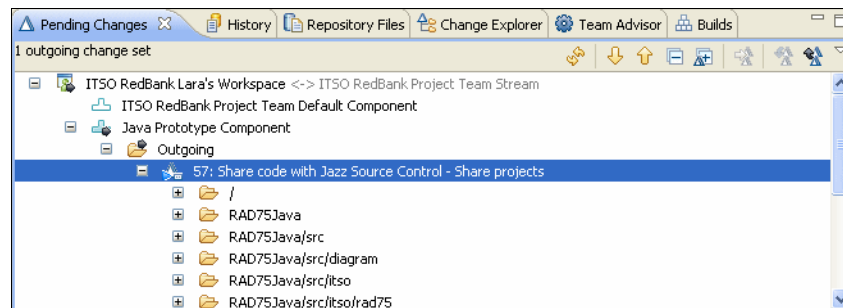 Pending Changes History Repository Files Change Explorer Team Advisor Builds
1 outgoing change set
ITSO RedBank Lara's Workspace <-> ITSO RedBank Project Team Stream
ITSO RedBank Project Team Default Component
Java Prototype Component
Outgoing
57: Share code with Jazz Source Control - Share projects
/
RAD75Java
RAD75Java/src
RAD75Java/src/diagram
RAD75Java/src/itso
RAD75Java/src/itso/rad75